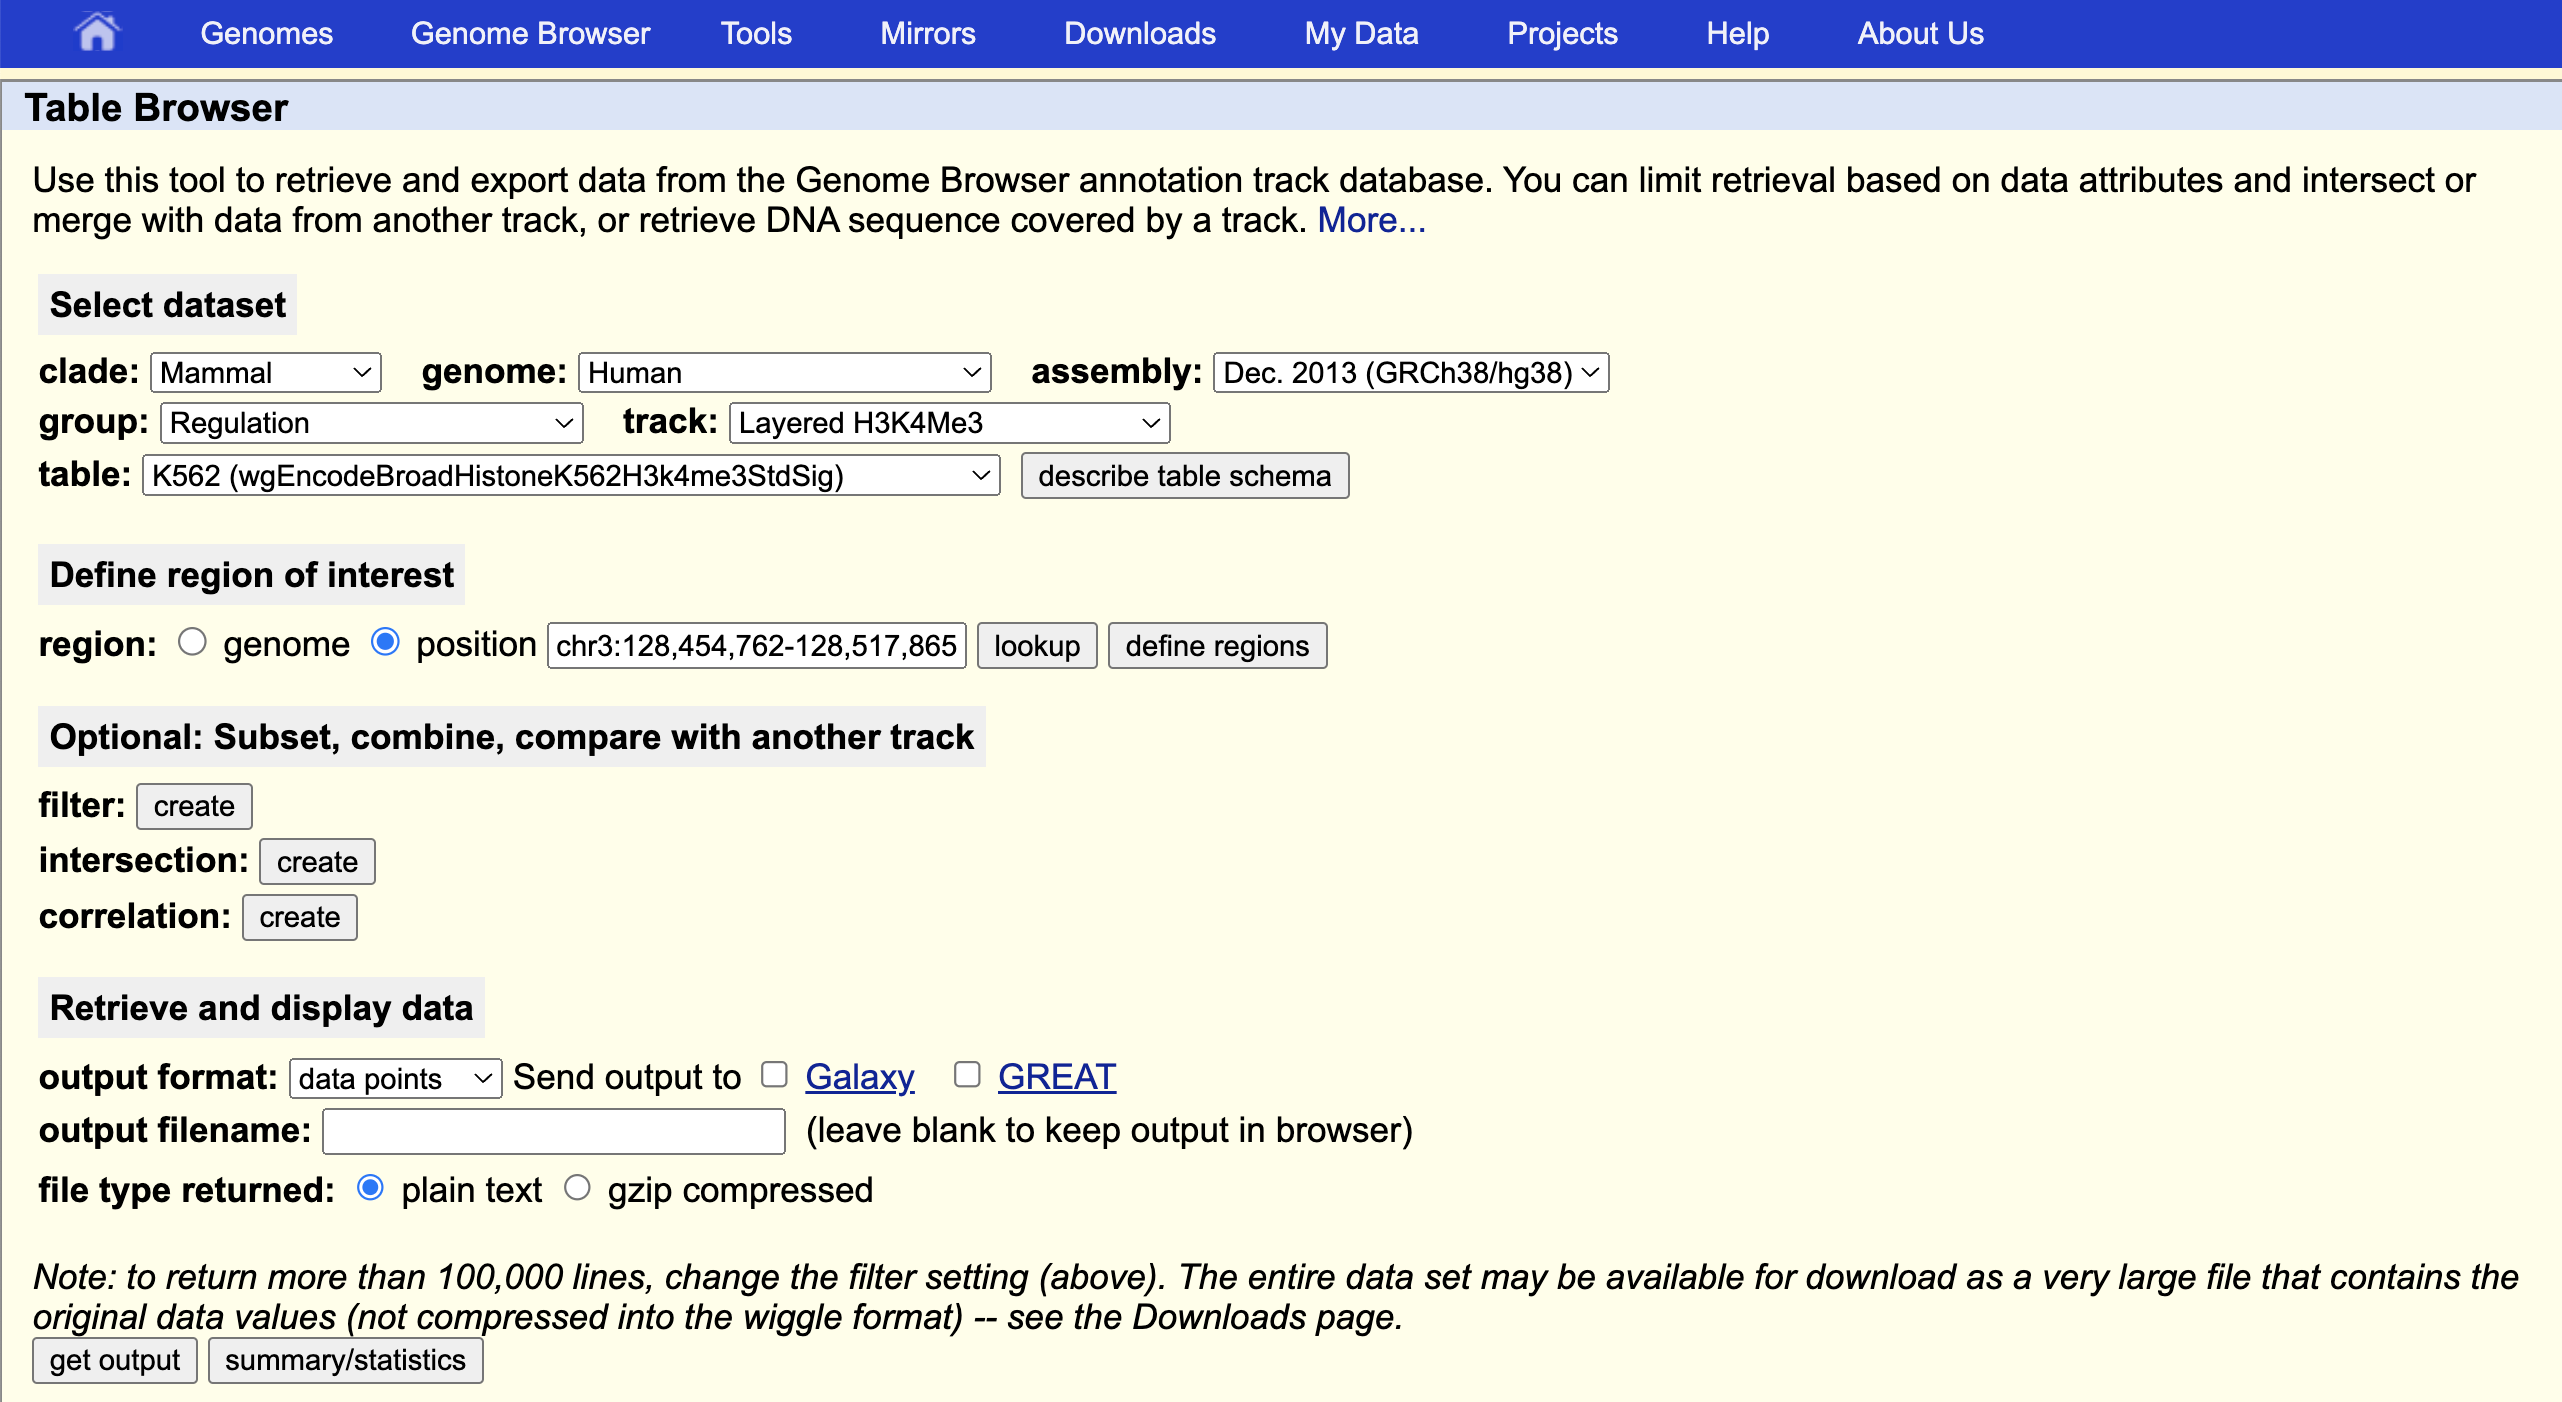 Genomes Genome Browser Tools Mirrors Downloads My Data Projects Help About Us
Table Browser
Use this tool to retrieve and export data from the Genome Browser annotation track database. You can limit retrieval based on data attributes and intersect or
merge with data from another track, or retrieve DNA sequence covered by a track. More...
Select dataset
clade: Mammal genome: Human assembly: Dec. 2013 (GRCh38/hg38)
group: Regulation track: Layered H3K4Me3
table: K562 (wgEncodeBroadHistoneK562H3k4me3StdSig) describe table schema
Define region of interest
region: genome position chr3:128,454,762-128,517,865 lookup define regions
Optional: Subset, combine, compare with another track
filter: create
intersection: create
correlation: create
Retrieve and display data
output format: data points Send output to Galaxy GREAT
output filename: (leave blank to keep output in browser)
file type returned: plain text gzip compressed
Note: to return more than 100,000 lines, change the filter setting (above). The entire data set may be available for download as a very large file that contains the
original data values (not compressed into the wiggle format) -- see the Downloads page.
get output summary/statistics